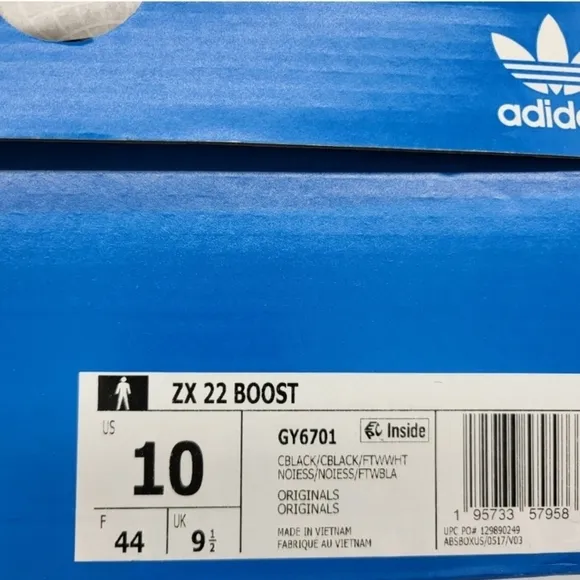 adid
ZX 22 BOOST
US
10
F
44
UK
9 1/2
GY6701
Inside
CBLACK/CBLACK/FTWWHT
NOIESS/NOIESS/FTWBLA
ORIGINALS
ORIGINALS
MADE IN VIETNAM
FABRIQUE AU VIETNAM
1 95733 57958
UPC PO# 129890249
ABSBOXUS/0517/V03